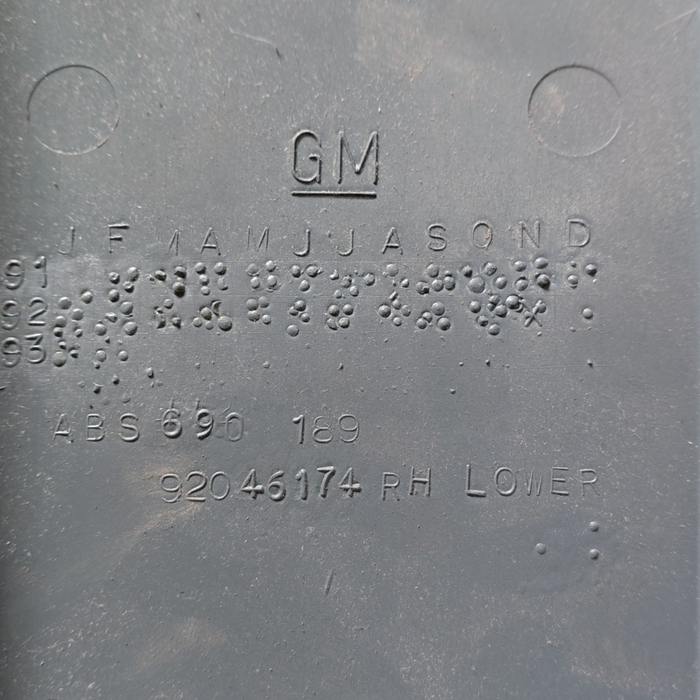 GM
J F M A M J J A S O N D
91
92
93
ABS 690 189
92046174 RH LOWER